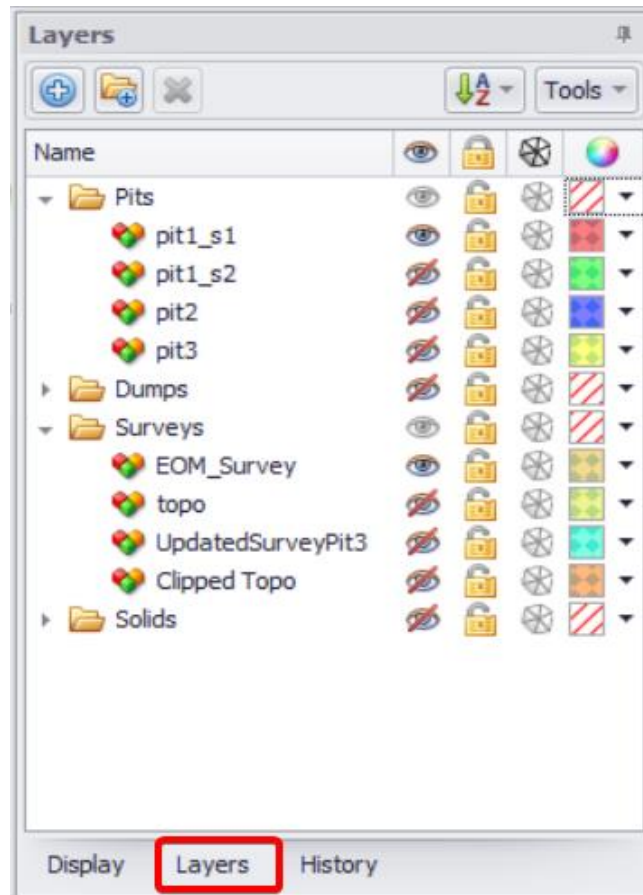 Layers
Tools
Name
Pits
pit1_s1
pit1_s2
pit2
pit3
Dumps
Surveys
EOM_Survey
topo
UpdatedSurveyPit3
Clipped Topo
Solids
Display Layers History